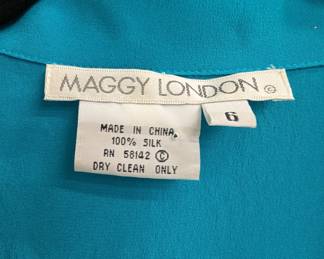 MAGGY LONDON ©
6
MADE IN CHINA
100% SILK
RN 58142 ©
DRY CLEAN ONLY